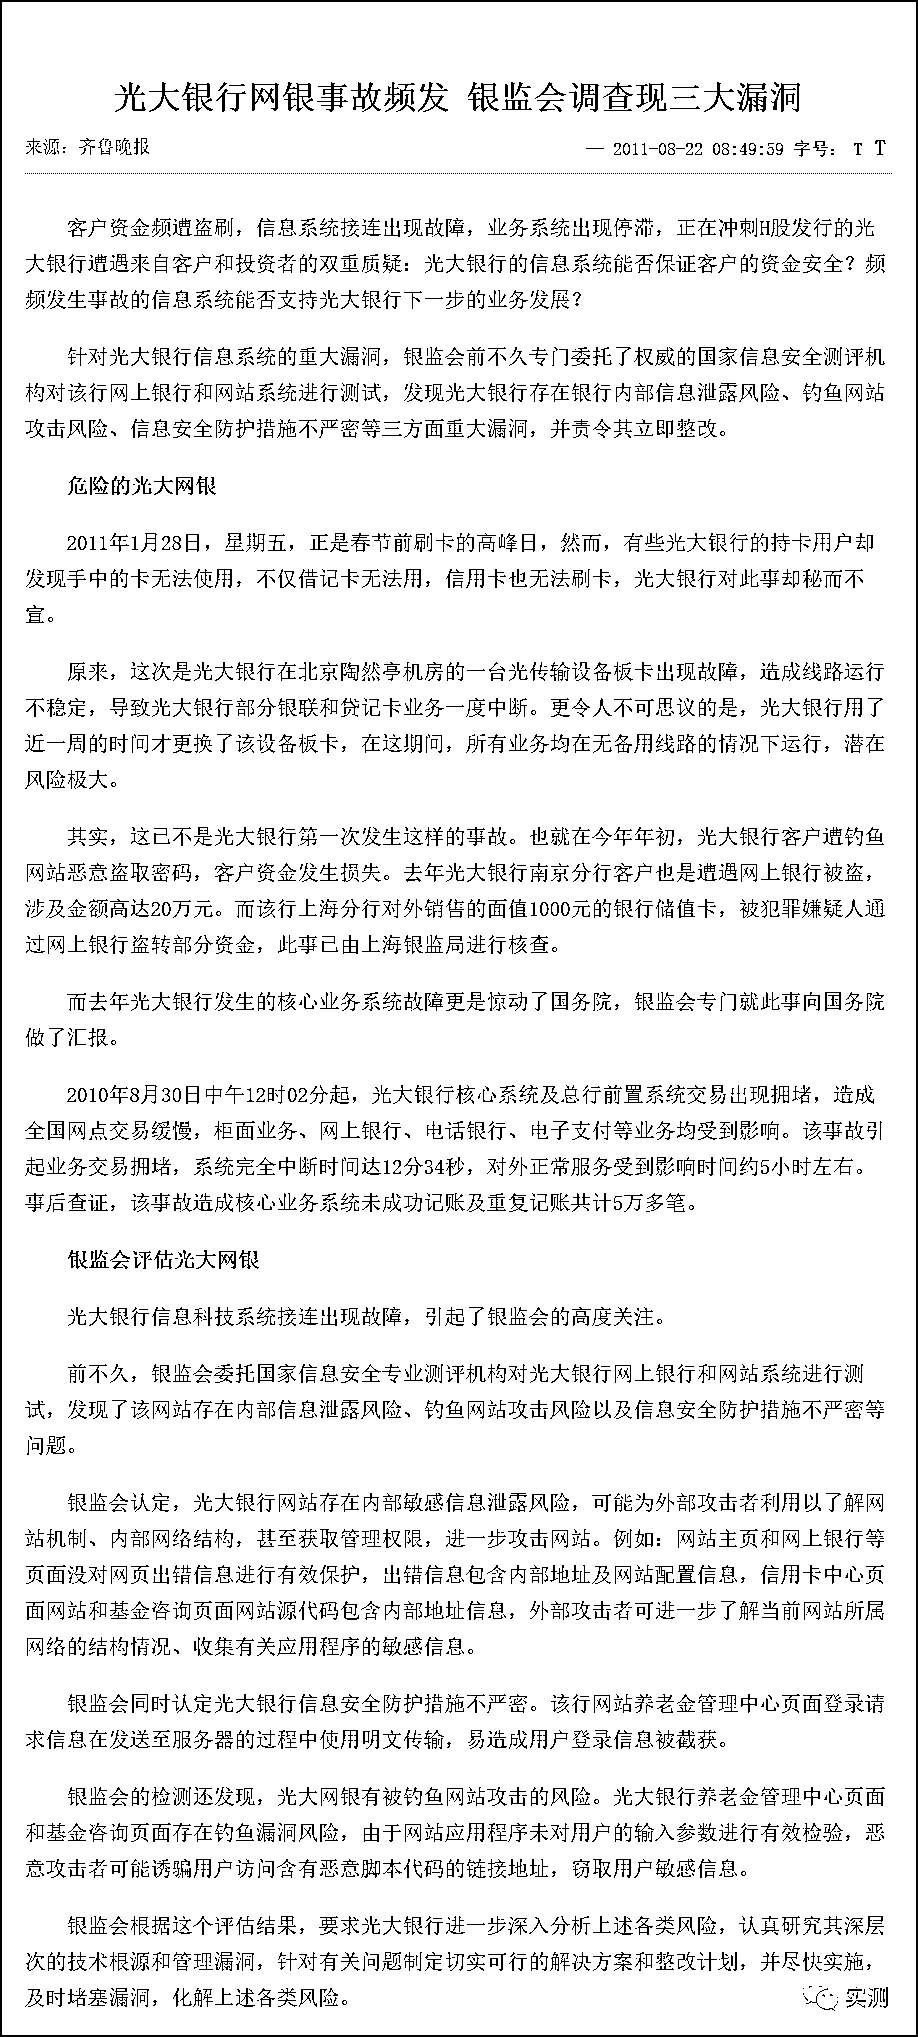 光大银行网银事故频发 银监会调查现三大漏洞
来源：齐鲁晚报
— 2011-08-22 08:49:59 字号： T T
客户资金频遭盗刷，信息系统接连出现故障，业务系统出现停滞，正在冲刺H股发行的光
大银行遭遇来自客户和投资者的双重质疑：光大银行的信息系统能否保证客户的资金安全？频
频发生事故的信息系统能否支持光大银行下一步的业务发展？
针对光大银行信息系统的重大漏洞，银监会前不久专门委托了权威的国家信息安全测评机
构对该行网上银行和网站系统进行测试，发现光大银行存在银行内部信息泄露风险、钓鱼网站
攻击风险、信息安全防护措施不严密等三方面重大漏洞，并责令其立即整改。
危险的光大网银
2011年1月28日，星期五，正是春节前刷卡的高峰日，然而，有些光大银行的持卡用户却
发现手中的卡无法使用，不仅借记卡无法用，信用卡也无法刷卡，光大银行对此事却秘而不
宣。
原来，这次是光大银行在北京陶然亭机房的一台光传输设备板卡出现故障，造成线路运行
不稳定，导致光大银行部分银联和贷记卡业务一度中断。更令人不可思议的是，光大银行用了
近一周的时间才更换了该设备板卡，在这期间，所有业务均在无备用线路的情况下运行，潜在
风险极大。
其实，这已不是光大银行第一次发生这样的事故。也就在今年年初，光大银行客户遭钓鱼
网站恶意盗取密码，客户资金发生损失。去年光大银行南京分行客户也是遭遇网上银行被盗，
涉及金额高达20万元。而该行上海分行对外销售的面值1000元的银行储值卡，被犯罪嫌疑人通
过网上银行盗转部分资金，此事已由上海银监局进行核查。
而去年光大银行发生的核心业务系统故障更是惊动了国务院，银监会专门就此事向国务院
做了汇报。
2010年8月30日中午12时02分起，光大银行核心系统及总行前置系统交易出现拥堵，造成
全国网点交易缓慢，柜面业务、网上银行、电话银行、电子支付等业务均受到影响。该事故引
起业务交易拥堵，系统完全中断时间达12分34秒，对外正常服务受到影响时间约5小时左右。
事后查证，该事故造成核心业务系统未成功记账及重复记账共计5万多笔。
银监会评估光大网银
光大银行信息科技系统接连出现故障，引起了银监会的高度关注。
前不久，银监会委托国家信息安全专业测评机构对光大银行网上银行和网站系统进行测
试，发现了该网站存在内部信息泄露风险、钓鱼网站攻击风险以及信息安全防护措施不严密等
问题。
银监会认定，光大银行网站存在内部敏感信息泄露风险，可能为外部攻击者利用以了解网
站机制、内部网络结构，甚至获取管理权限，进一步攻击网站。例如：网站主页和网上银行等
页面没对网页出错信息进行有效保护，出错信息包含内部地址及网站配置信息，信用卡中心页
面网站和基金咨询页面网站源代码包含内部地址信息，外部攻击者可进一步了解当前网站所属
网络的结构情况、收集有关应用程序的敏感信息。
银监会同时认定光大银行信息安全防护措施不严密。该行网站养老金管理中心页面登录请
求信息在发送至服务器的过程中使用明文传输，易造成用户登录信息被截获。
银监会的检测还发现，光大网银有被钓鱼网站攻击的风险。光大银行养老金管理中心页面
和基金咨询页面存在钓鱼漏洞风险，由于网站应用程序未对用户的输入参数进行有效检验，恶
意攻击者可能诱骗用户访问含有恶意脚本代码的链接地址，窃取用户敏感信息。
银监会根据这个评估结果，要求光大银行进一步深入分析上述各类风险，认真研究其深层
次的技术根源和管理漏洞，针对有关问题制定切实可行的解决方案和整改计划，并尽快实施，
及时堵塞漏洞，化解上述各类风险。
实测